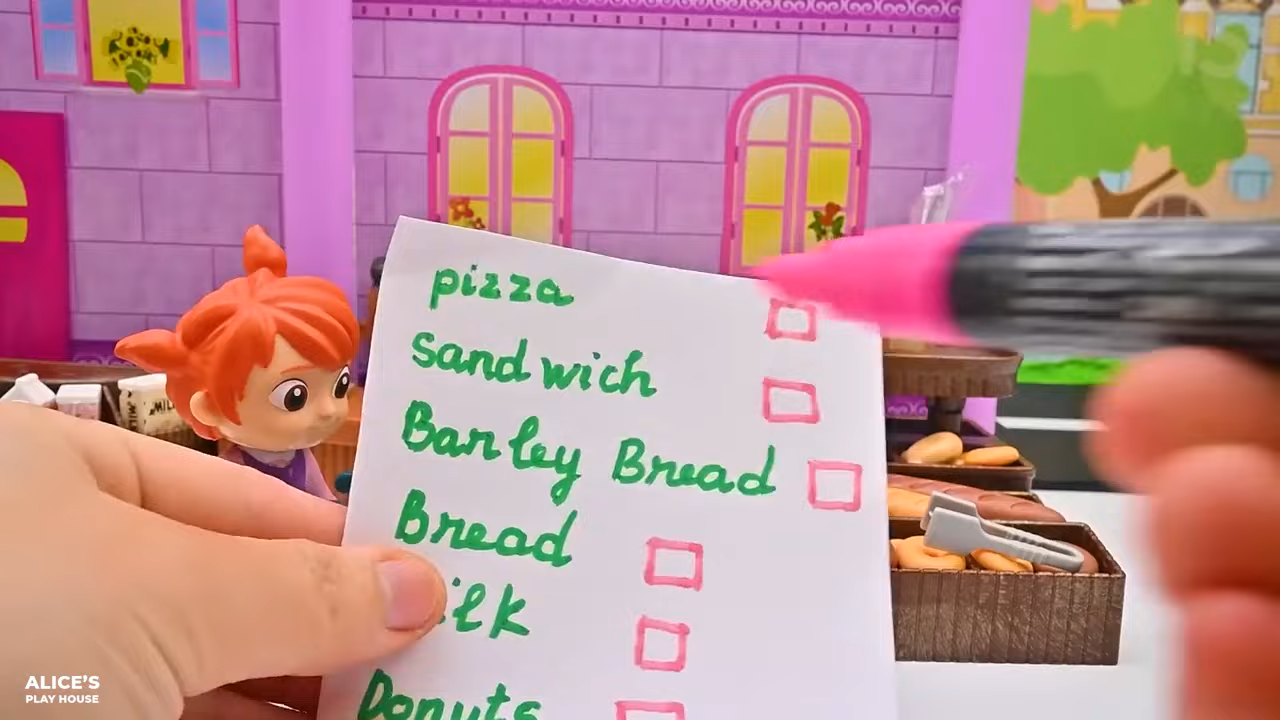 pizza
sandwich
Barley Bread
Bread
ilk
Donuts
ALICE'S
PLAY HOUSE